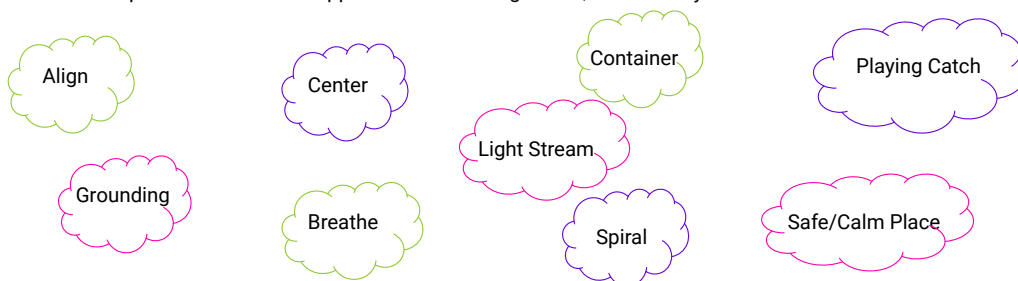 Align
Center
Container
Playing Catch
Light Stream
Grounding
Breathe
Spiral
Safe/Calm Place